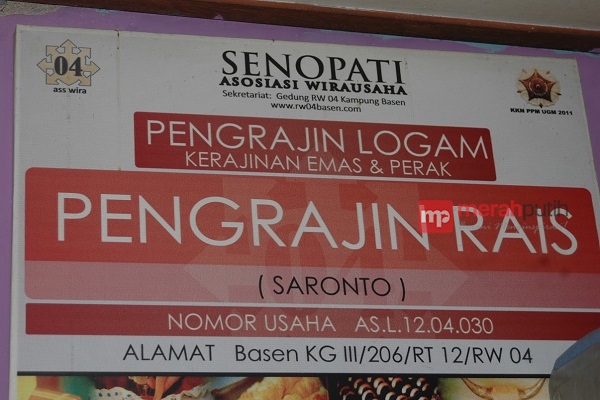 04
ass wira
SENOPATI
ASOSIASI WIRAUSAHA
Sekretariat: Gedung RW 04 Kampung Basen
www.rw04basen.com
KKN PPM UGM 2011
PENGRAJIN LOGAM
KERAJINAN EMAS & PERAK
PENGRAJIN RAIS
mp merahputih
( SARONTO )
NOMOR USAHA AS.L.12.04.030
ALAMAT Basen KG III/206/RT 12/RW 04